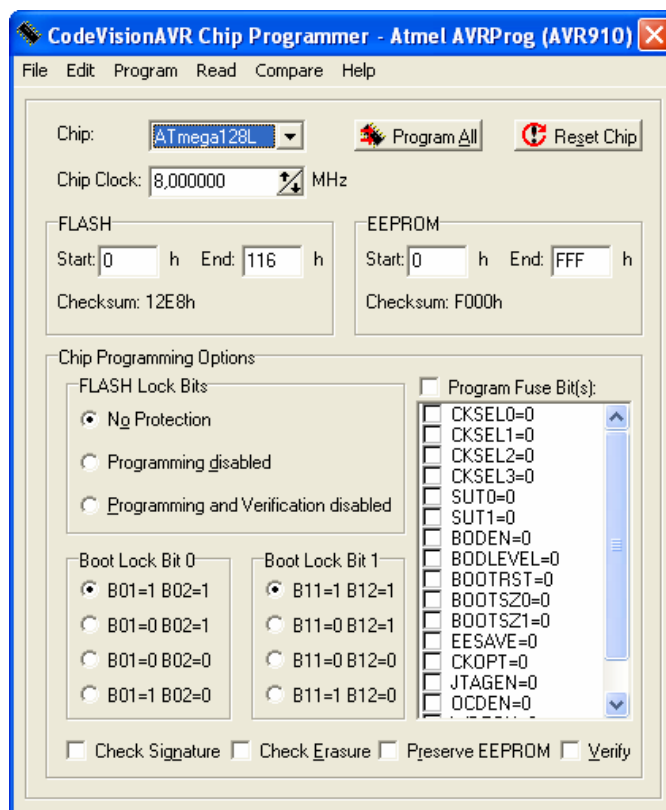 CodeVisionAVR Chip Programmer - Atmel AVRProg (AVR910)
File Edit Program Read Compare Help
Chip: ATmega128L Program All Reset Chip
Chip Clock: 8,000000 MHz
FLASH
Start: 0 h End: 116 h
Checksum: 12E8h
EEPROM
Start: 0 h End: FFF h
Checksum: F000h
Chip Programming Options
FLASH Lock Bits
No Protection
Programming disabled
Programming and Verification disabled
Boot Lock Bit 0
B01=1 B02=1
B01=0 B02=1
B01=0 B02=0
B01=1 B02=0
Boot Lock Bit 1
B11=1 B12=1
B11=0 B12=1
B11=0 B12=0
B11=1 B12=0
Program Fuse Bit(s):
CKSEL0=0
CKSEL1=0
CKSEL2=0
CKSEL3=0
SUT0=0
SUT1=0
BODEN=0
BODLEVEL=0
BOOTRST=0
BOOTSZ0=0
BOOTSZ1=0
EESAVE=0
CKOPT=0
JTAGEN=0
OCDEN=0
Check Signature Check Erasure Preserve EEPROM Verify